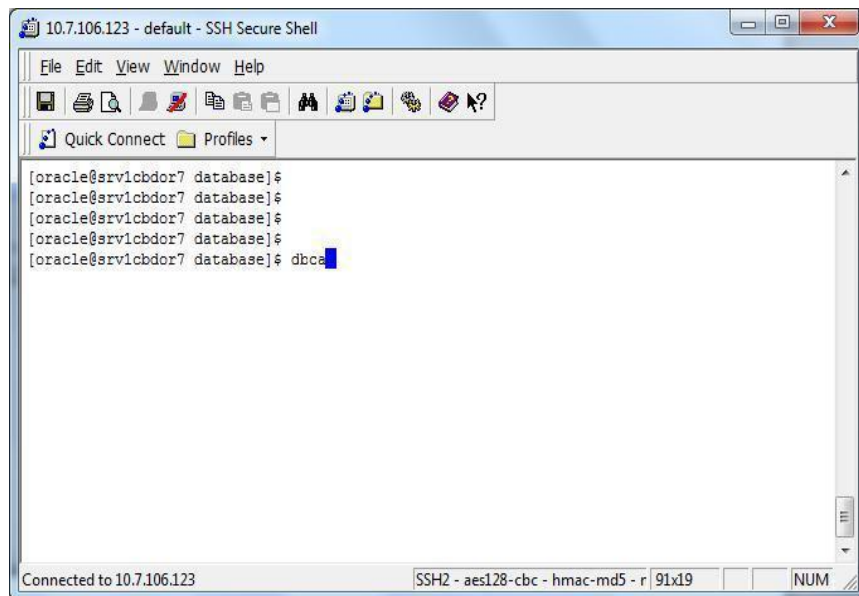 10.7.106.123 - default - SSH Secure Shell
File Edit View Window Help
Quick Connect Profiles
[oracle@srv1cbdor7 database]$
[oracle@srv1cbdor7 database]$
[oracle@srv1cbdor7 database]$
[oracle@srv1cbdor7 database]$
[oracle@srv1cbdor7 database]$ dbca
Connected to 10.7.106.123 SSH2 - aes128-cbc - hmac-md5 - r 91x19 NUM